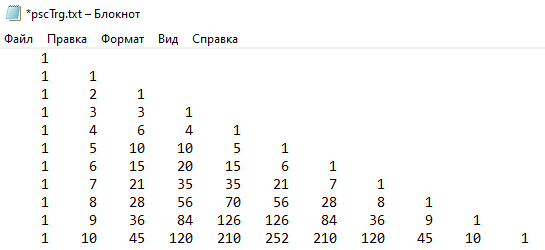 *pscTrg.txt – Блокнот
Файл Правка Формат Вид Справка
1
1 1
1 2 1
1 3 3 1
1 4 6 4 1
1 5 10 10 5 1
1 6 15 20 15 6 1
1 7 21 35 35 21 7 1
1 8 28 56 70 56 28 8 1
1 9 36 84 126 126 84 36 9 1
1 10 45 120 210 252 210 120 45 10 1